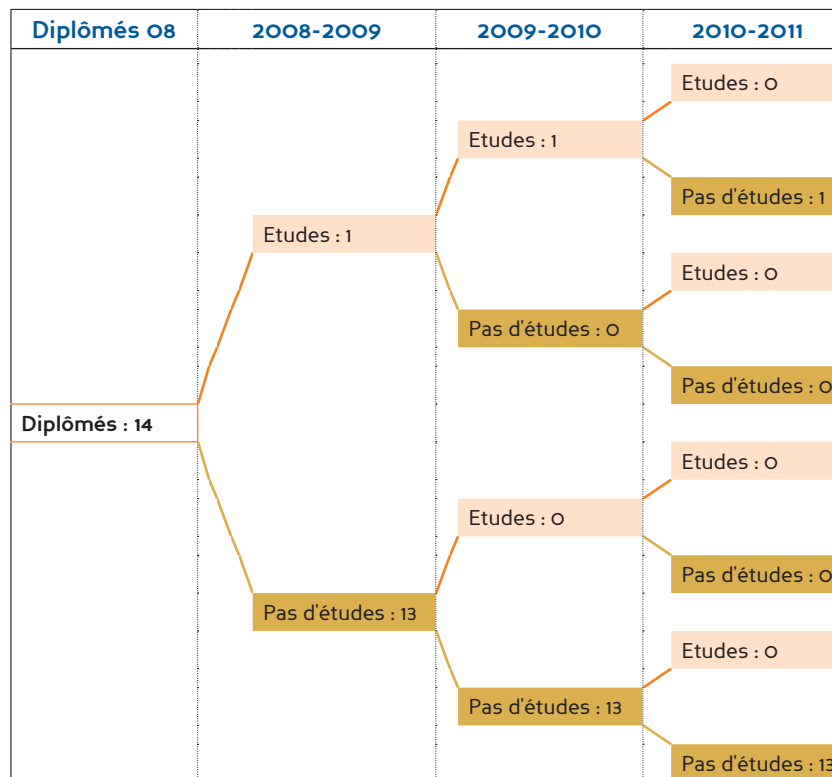 Diplômés 08 2008-2009 2009-2010 2010-2011
Etudes : 0
Etudes : 1
Pas d'études : 1
Etudes : 1
Etudes : 0
Pas d'études : 0
Pas d'études : 0
Diplômés : 14
Etudes : 0
Etudes : 0
Pas d'études : 0
Pas d'études : 13
Etudes : 0
Pas d'études : 13
Pas d'études : 13